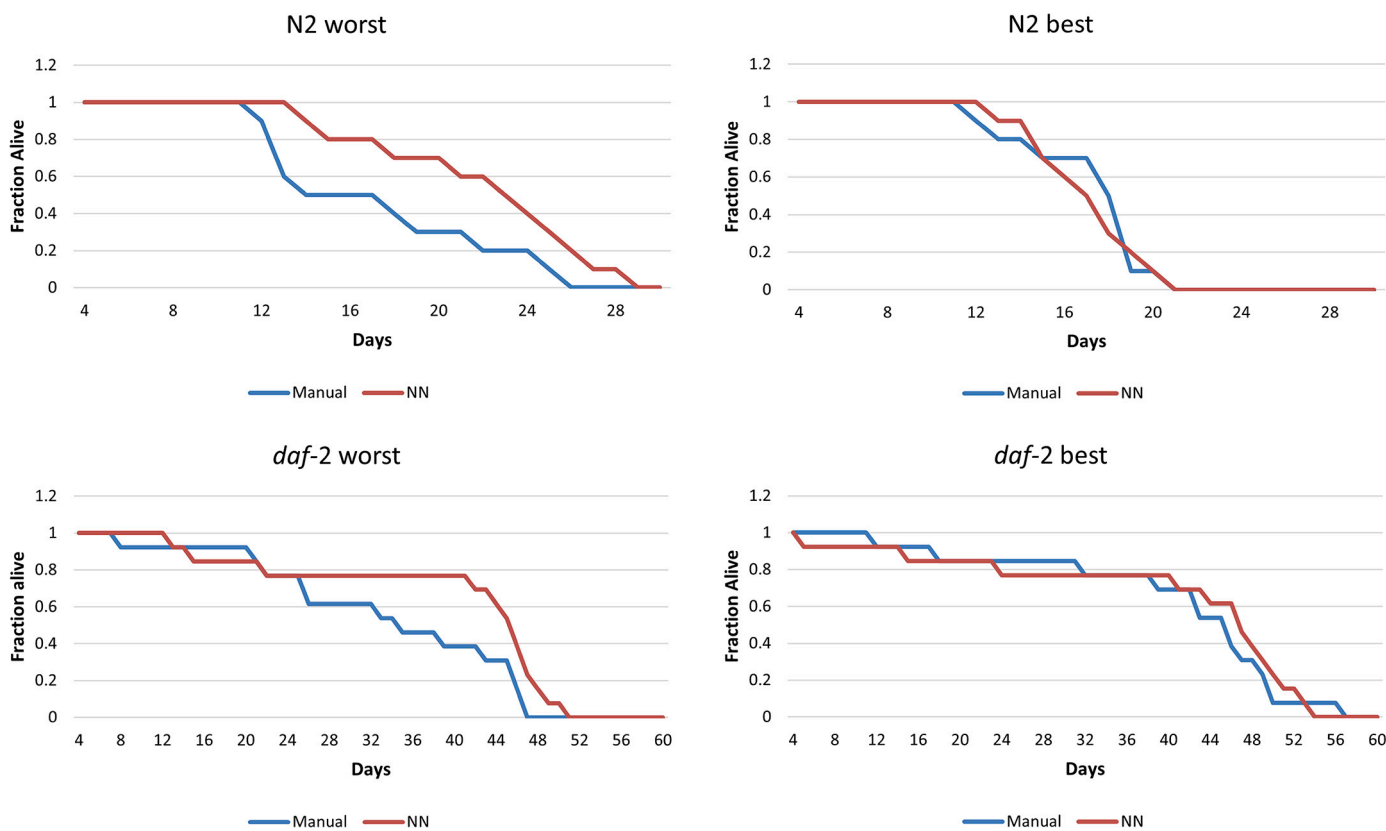 N2 worst
1.2
1
0.8
0.6
0.4
0.2
0
Fraction Alive
4 8 12 16 20 24 28
Days
Manual NN
N2 best
1.2
1
0.8
0.6
0.4
0.2
0
Fraction Alive
4 8 12 16 20 24 28
Days
Manual NN
daf-2 worst
1.2
1
0.8
0.6
0.4
0.2
0
Fraction alive
4 8 12 16 20 24 28 32 36 40 44 48 52 56 60
Days
Manual NN
daf-2 best
1.2
1
0.8
0.6
0.4
0.2
0
Fraction Alive
4 8 12 16 20 24 28 32 36 40 44 48 52 56 60
Days
Manual NN